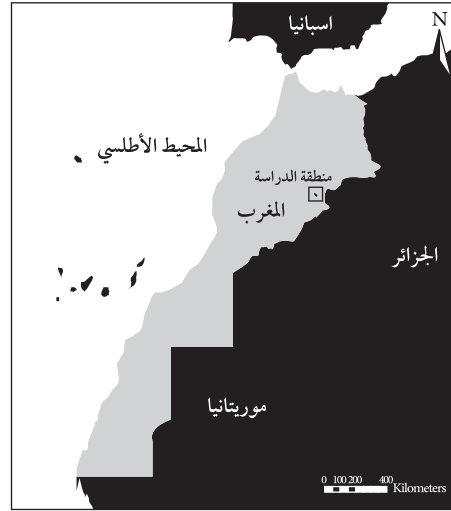 اسبانيا
N
المحيط الأطلسي
منطقة الدراسة
المغرب
الجزائر
موريتانيا
0 100 200 400
Kilometers